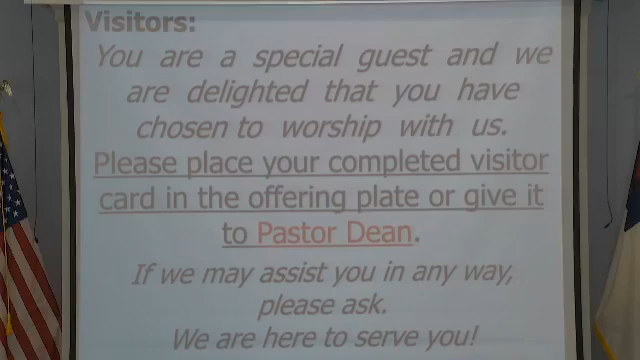 Visitors:
You are a special guest and we
are delighted that you have
chosen to worship with us.
Please place your completed visitor
card in the offering plate or give it
to Pastor Dean.
If we may assist you in any way,
please ask.
We are here to serve you!